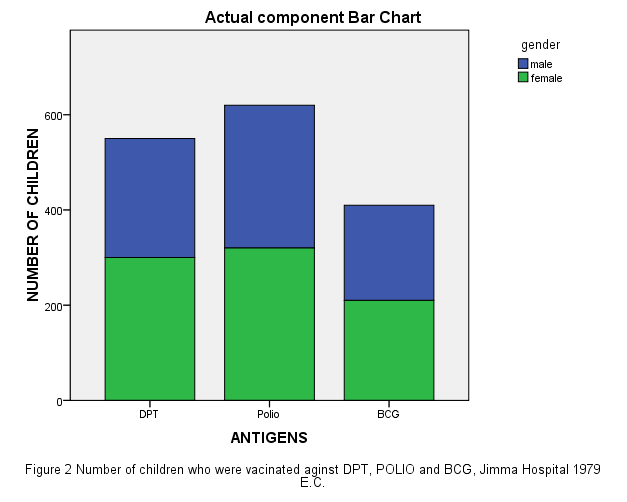 Actual component Bar Chart
gender
male
female
NUMBER OF CHILDREN
600
400
200
0
DPT
Polio
BCG
ANTIGENS
Figure 2 Number of children who were vacinated aginst DPT, POLIO and BCG, Jimma Hospital 1979
E.C.